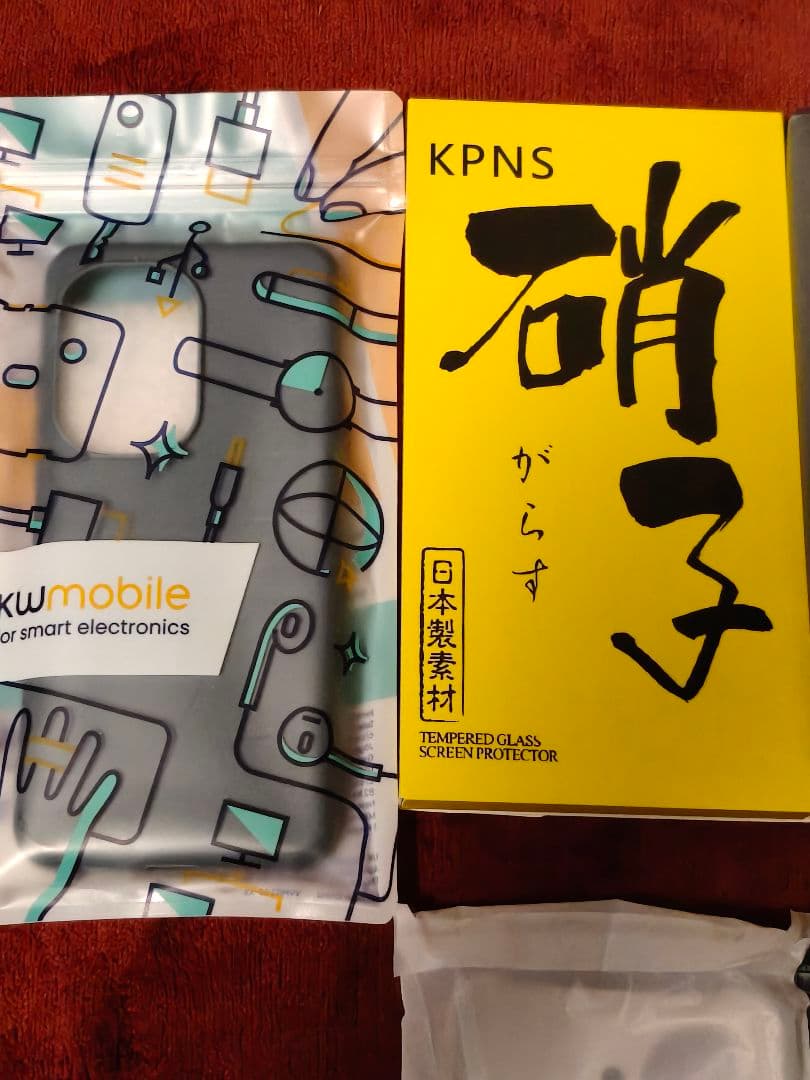 kwmobile
or smart electronics
KPNS
硝子
がらす
日本製素材
TEMPERED GLASS
SCREEN PROTECTOR